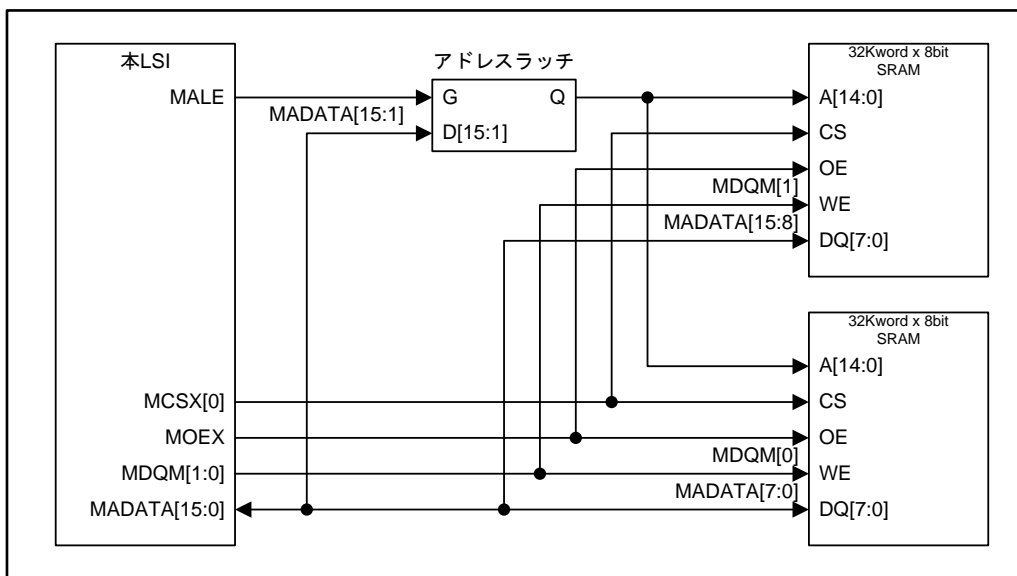 本LSI
MALE
MCSX[0]
MOEX
MDQM[1:0]
MADATA[15:0]
アドレスラッチ
G
Q
D[15:1]
MADATA[15:1]
32Kword x 8bit
SRAM
A[14:0]
CS
OE
WE
DQ[7:0]
MDQM[1]
MADATA[15:8]
32Kword x 8bit
SRAM
A[14:0]
CS
OE
WE
DQ[7:0]
MDQM[0]
MADATA[7:0]